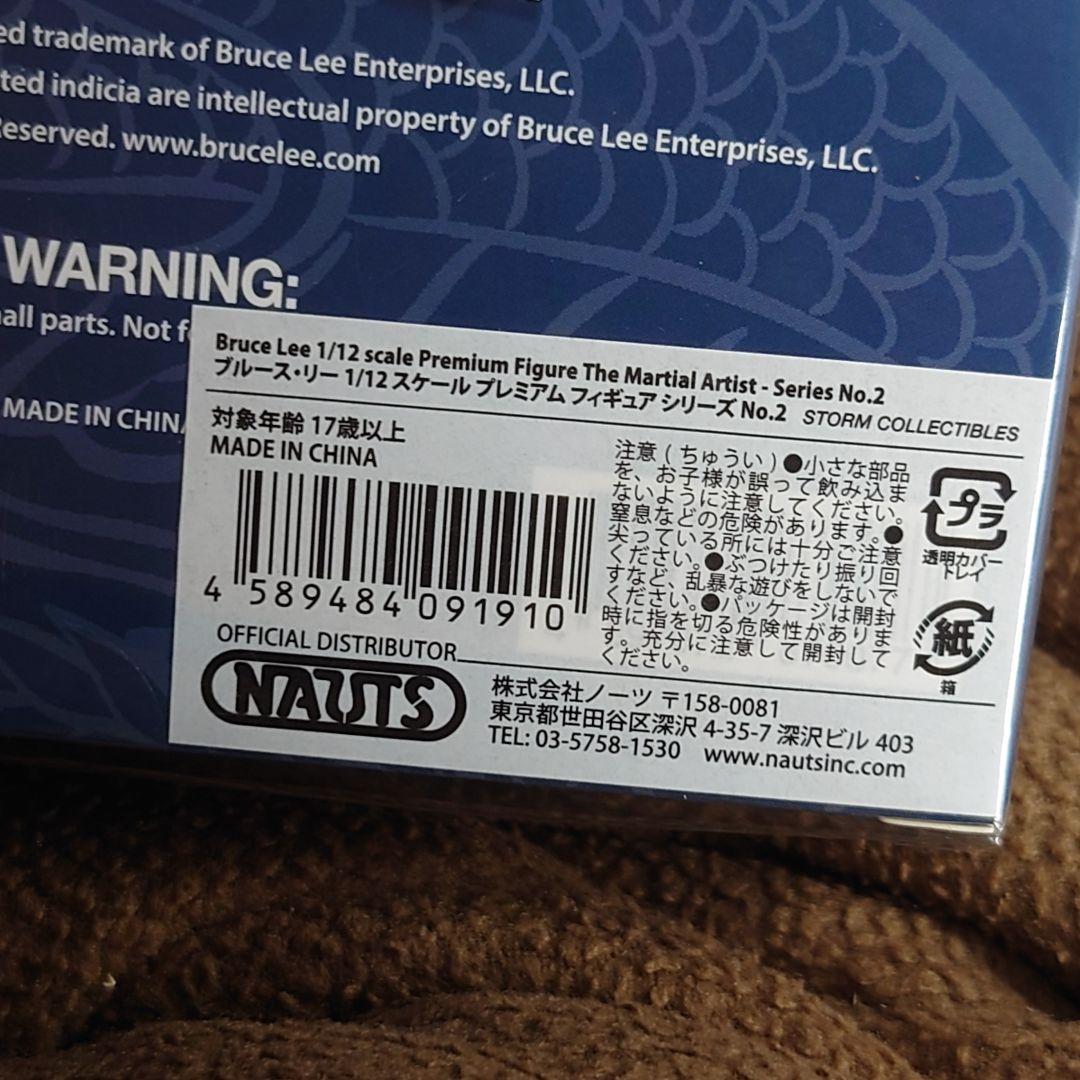 ed trademark of Bruce Lee Enterprises, LLC.
ted indicia are intellectual property of Bruce Lee Enterprises, LLC.
Reserved. www.brucelee.com
WARNING:
all parts. Not f
MADE IN CHINA
Bruce Lee 1/12 scale Premium Figure The Martial Artist - Series No.2
ブルース・リー 1/12 スケール プレミアム フィギュア シリーズ No.2 STORM COLLECTIBLES
対象年齢 17歳以上
MADE IN CHINA
4 589484 091910
注意(ちゅうい)●小さな部品
を、お子様が誤って飲み込ま
ないように注意してください。
窒息などの危険があります。●
尖っている所には十分ご注意
ください。●ぶつけたり振り回
すなど、乱暴な遊びをしないで
ください。●パッケージは開封
時に指を切る危険性がありま
す。充分に注意して開封して
ください。
プラ
透明カバー
トレイ
紙
箱
OFFICIAL DISTRIBUTOR
NAUTS
株式会社ノーツ 〒158-0081
東京都世田谷区深沢 4-35-7 深沢ビル 403
TEL: 03-5758-1530 www.nautsinc.com